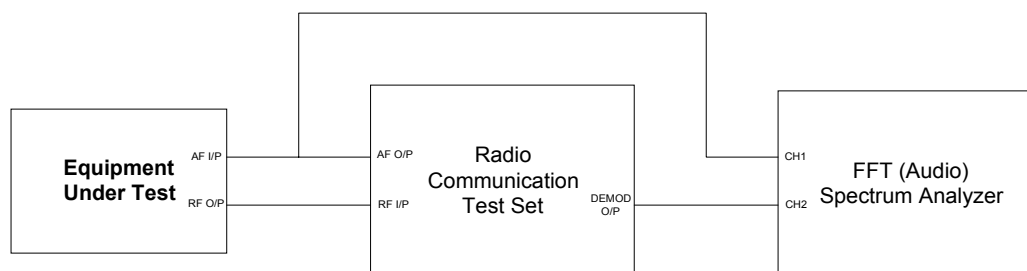 Equipment
Under Test
AF I/P
RF O/P
AF O/P
RF I/P
Radio
Communication
Test Set
DEMOD
O/P
CH1
CH2
FFT (Audio)
Spectrum Analyzer